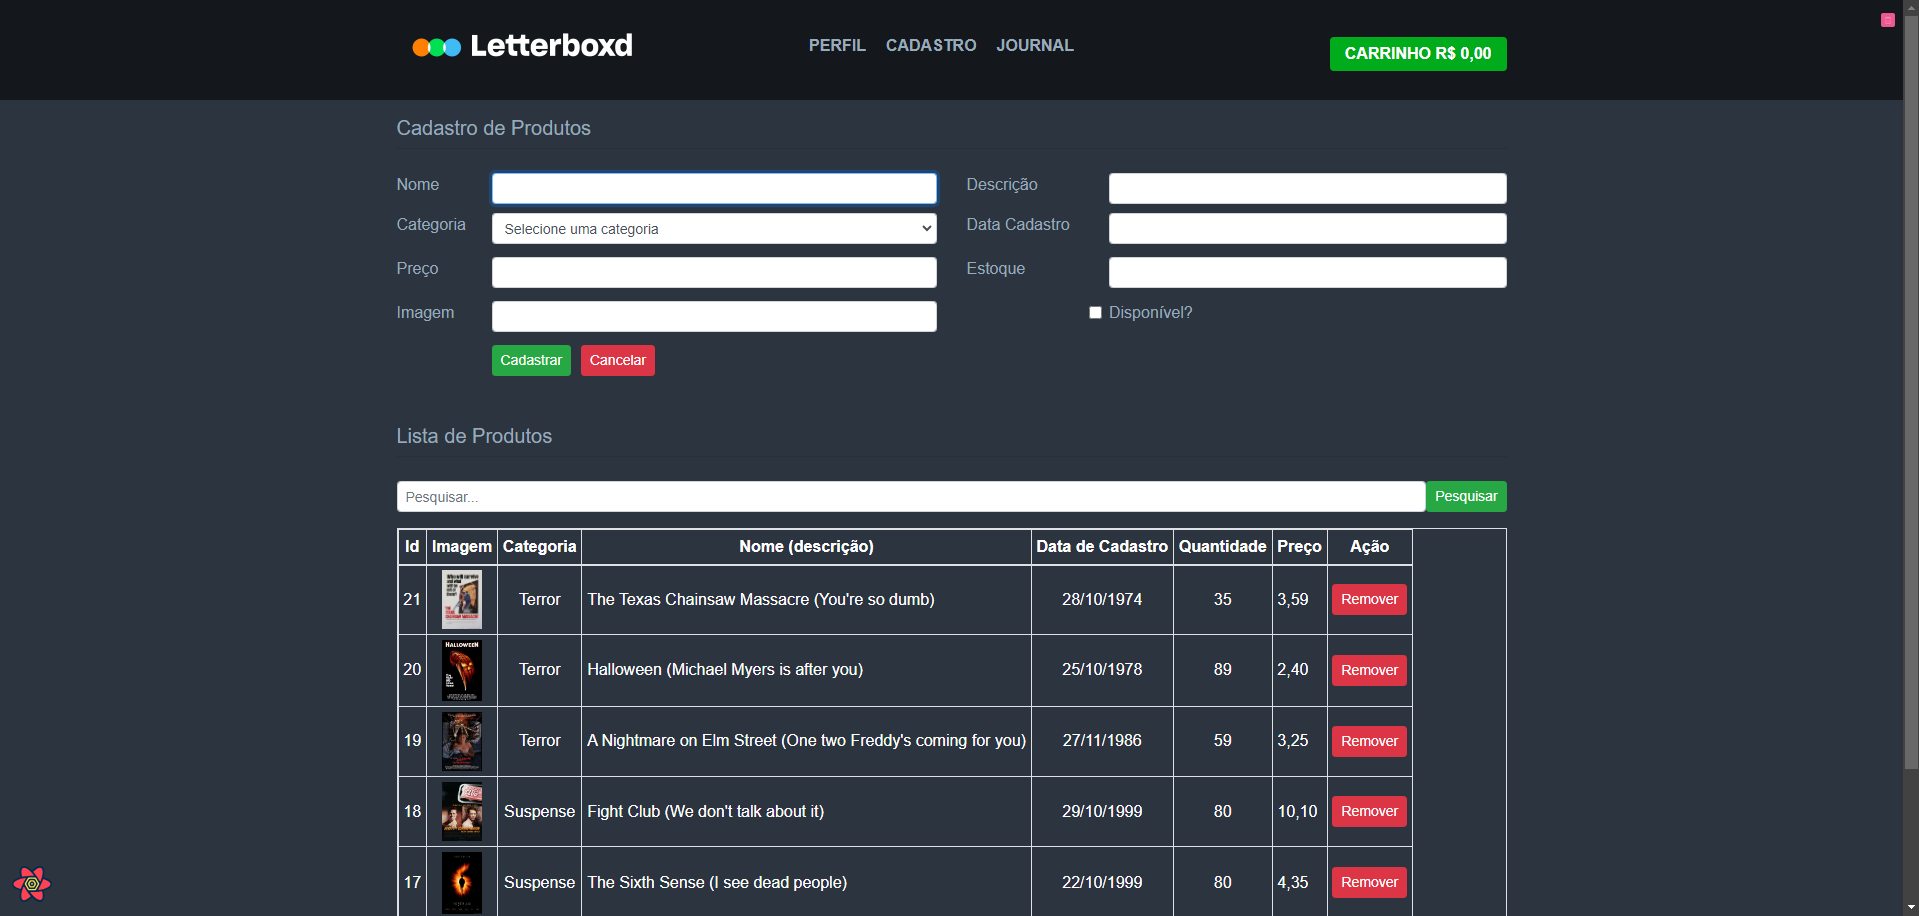 Letterboxd PERFIL CADASTRO JOURNAL CARRINHO R$ 0,00
Cadastro de Produtos
Nome Descrição
Categoria Selecione uma categoria Data Cadastro
Preço Estoque
Imagem Disponível?
Cadastrar Cancelar
Lista de Produtos
Pesquisar... Pesquisar
Id Imagem Categoria Nome (descrição) Data de Cadastro Quantidade Preço Ação
21 Terror The Texas Chainsaw Massacre (You're so dumb) 28/10/1974 35 3,59 Remover
HALLOWEEN
20 Terror Halloween (Michael Myers is after you) 25/10/1978 89 2,40 Remover
19 Terror A Nightmare on Elm Street (One two Freddy's coming for you) 27/11/1986 59 3,25 Remover
18 Suspense Fight Club (We don't talk about it) 29/10/1999 80 10,10 Remover
17 Suspense The Sixth Sense (I see dead people) 22/10/1999 80 4,35 Remover